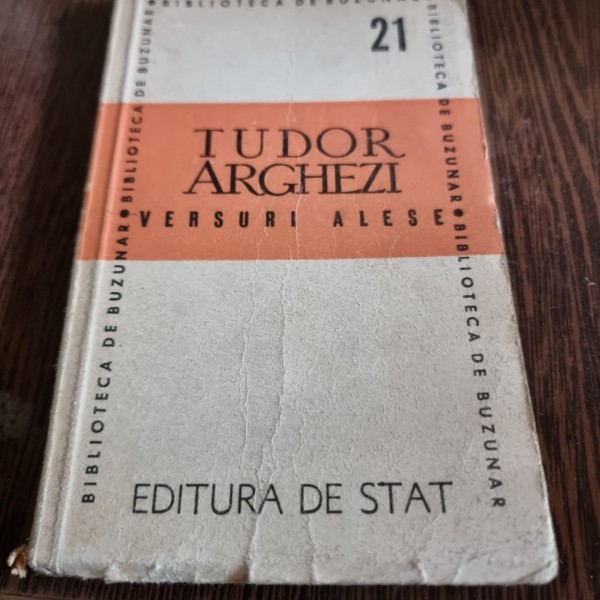 BIBLIOTECA DE BUZUNAR
21
TUDOR
ARGHEZI
VERSURI ALESE
BIBLIOTECA DE BUZUNAR • BIBLIOTECA DE BUZUNAR
BIBLIOTECA DE BUZUNAR • BIBLIOTECA DE BUZUNAR
EDITURA DE STAT